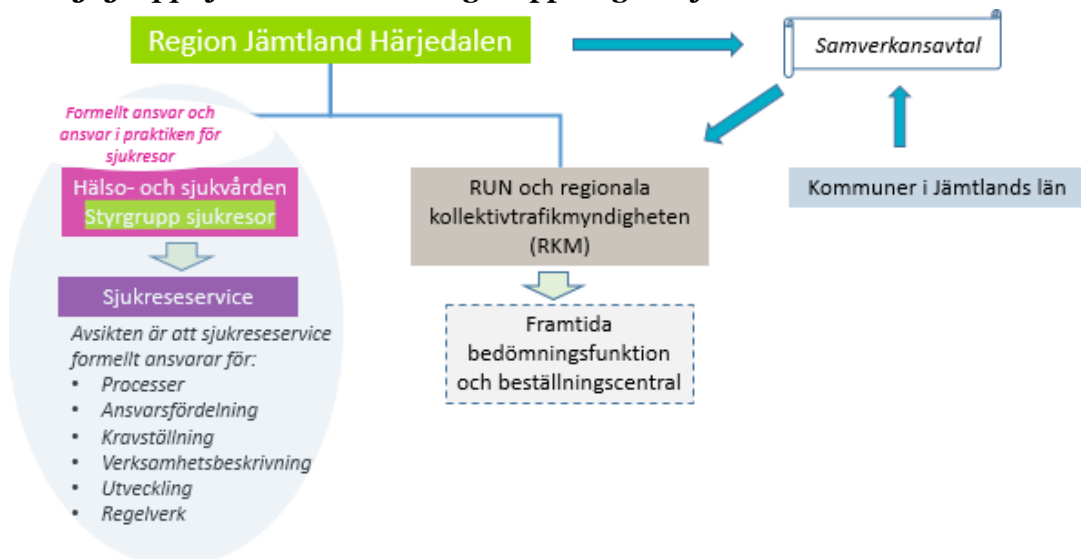 Region Jämtland Härjedalen
Samverkansavtal
Formellt ansvar och
ansvar i praktiken för
sjukresor
Hälso- och sjukvården
Styrgrupp sjukresor
RUN och regionala
kollektivtrafikmyndigheten
(RKM)
Kommuner i Jämtlands län
Sjukreseservice
Avsikten är att sjukreseservice
formellt ansvarar för:
• Processer
• Ansvarsfördelning
• Kravställning
• Verksamhetsbeskrivning
• Utveckling
• Regelverk
Framtida
bedömningsfunktion
och beställningscentral